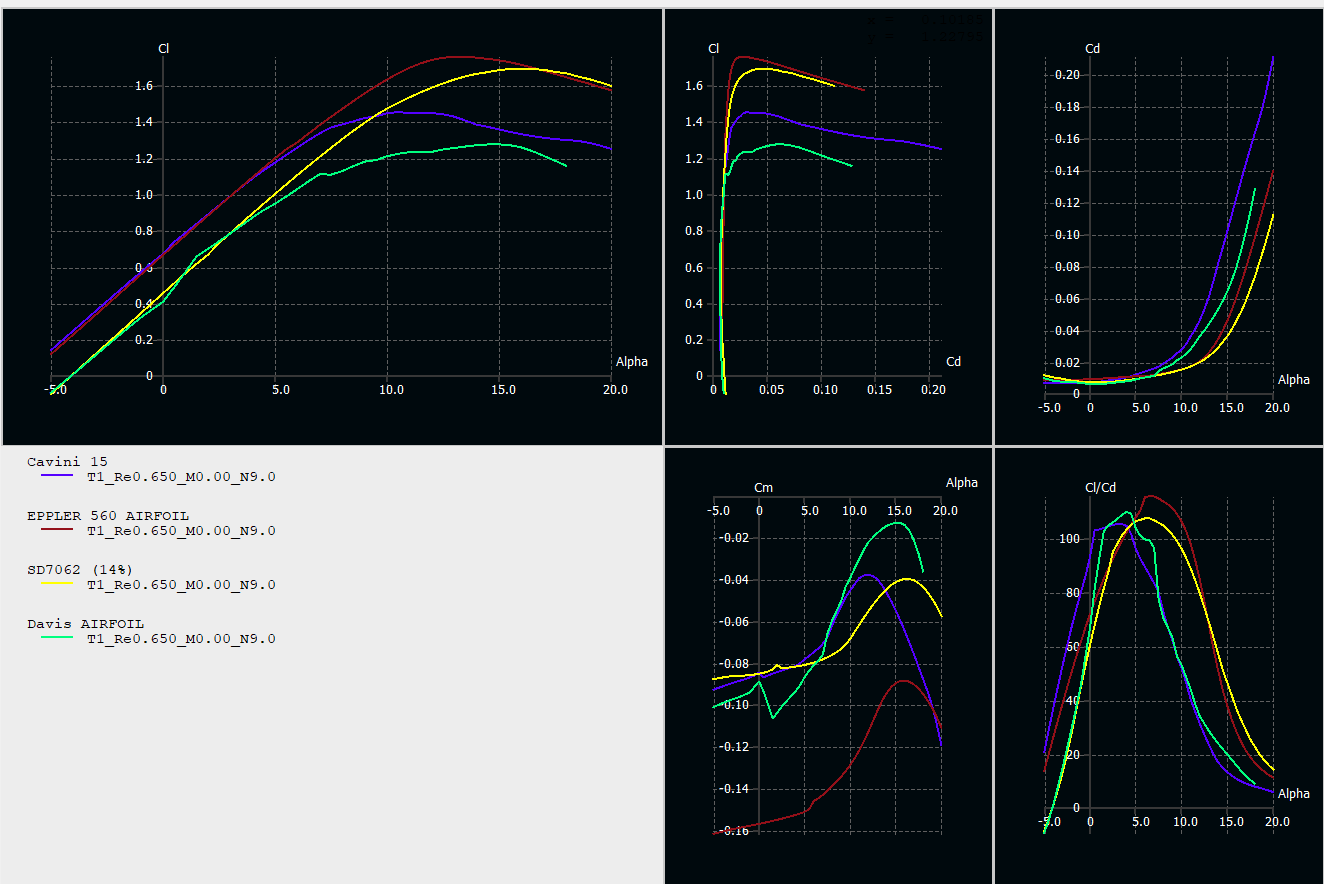 Cl
1.6
1.4
1.2
1.0
0.8
0.6
0.4
0.2
0
-5.0 0 5.0 10.0 15.0 20.0
Alpha
Cl
1.6
1.4
1.2
1.0
0.8
0.6
0.4
0.2
0
0 0.05 0.10 0.15 0.20
Cd
Cd
0.20
0.18
0.16
0.14
0.12
0.10
0.08
0.06
0.04
0.02
0
Alpha
-5.0 0 5.0 10.0 15.0 20.0
Cavini 15
T1_Re0.650_M0.00_N9.0
EPPLER 560 AIRFOIL
T1_Re0.650_M0.00_N9.0
SD7062 (14%)
T1_Re0.650_M0.00_N9.0
Davis AIRFOIL
T1_Re0.650_M0.00_N9.0
Cm
Alpha
-5.0 0 5.0 10.0 15.0 20.0
-0.02
-0.04
-0.06
-0.08
-0.10
-0.12
-0.14
-0.16
Cl/Cd
100
80
60
40
20
0
Alpha
-5.0 0 5.0 10.0 15.0 20.0